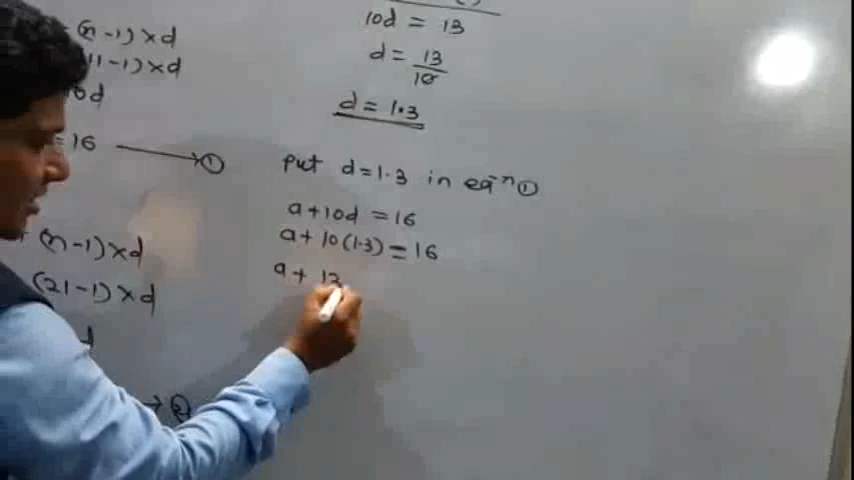 (n-1)×d
11-1)×d
10d
=16 ⟶ ①
(n-1)×d
(21-1)×d
d
→ ②
10d = 13
d = 13/10
d = 1.3
Put d=1.3 in eqⁿ ①
a+10d = 16
a+10(1.3) = 16
a+ 13